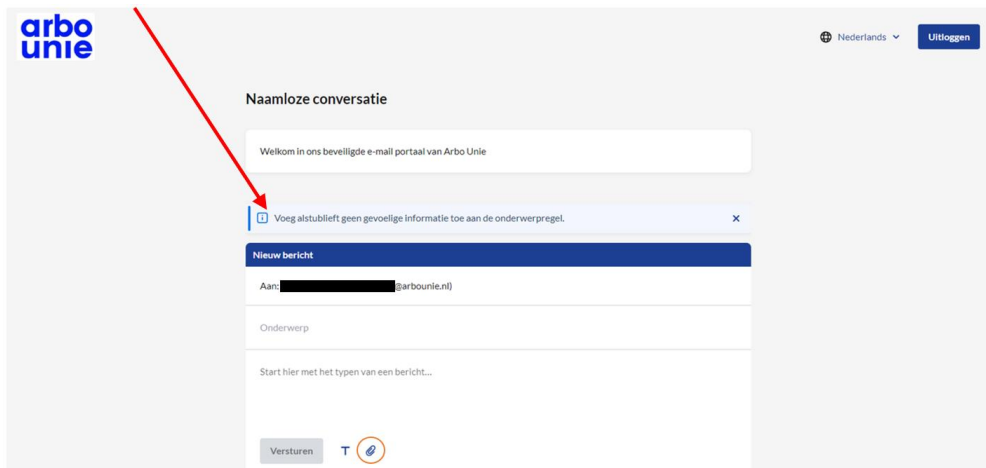 arbo
unie
Nederlands
Uitloggen
Naamloze conversatie
Welkom in ons beveiligde e-mail portaal van Arbo Unie
Voeg alstublieft geen gevoelige informatie toe aan de onderwerpregel.
Nieuw bericht
Aan: @arbounie.nl)
Onderwerp
Start hier met het typen van een bericht...
Versturen T